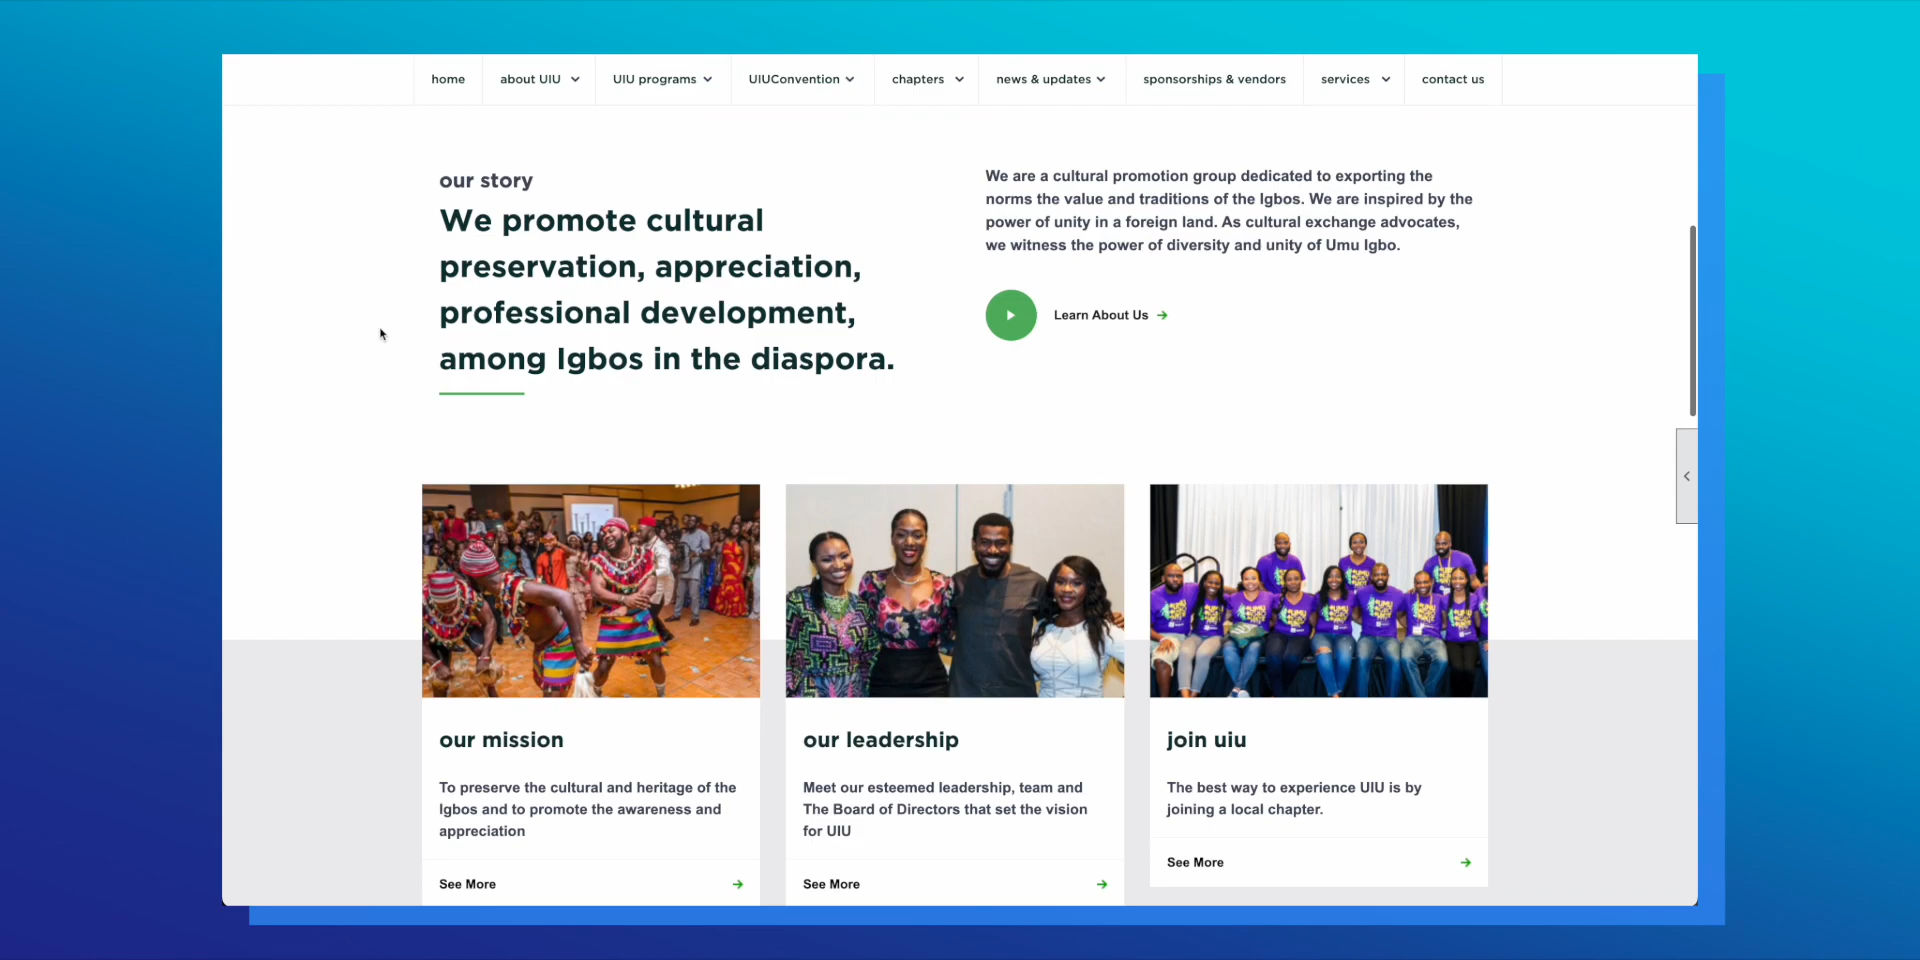 home
about UIU
UIU programs
UIUConvention
chapters
news & updates
sponsorships & vendors
services
contact us
our story
We promote cultural
preservation, appreciation,
professional development,
among Igbos in the diaspora.
We are a cultural promotion group dedicated to exporting the
norms the value and traditions of the Igbos. We are inspired by the
power of unity in a foreign land. As cultural exchange advocates,
we witness the power of diversity and unity of Umu Igbo.
Learn About Us
our mission
To preserve the cultural and heritage of the
Igbos and to promote the awareness and
appreciation
See More
our leadership
Meet our esteemed leadership, team and
The Board of Directors that set the vision
for UIU
See More
join uiu
The best way to experience UIU is by
joining a local chapter.
See More